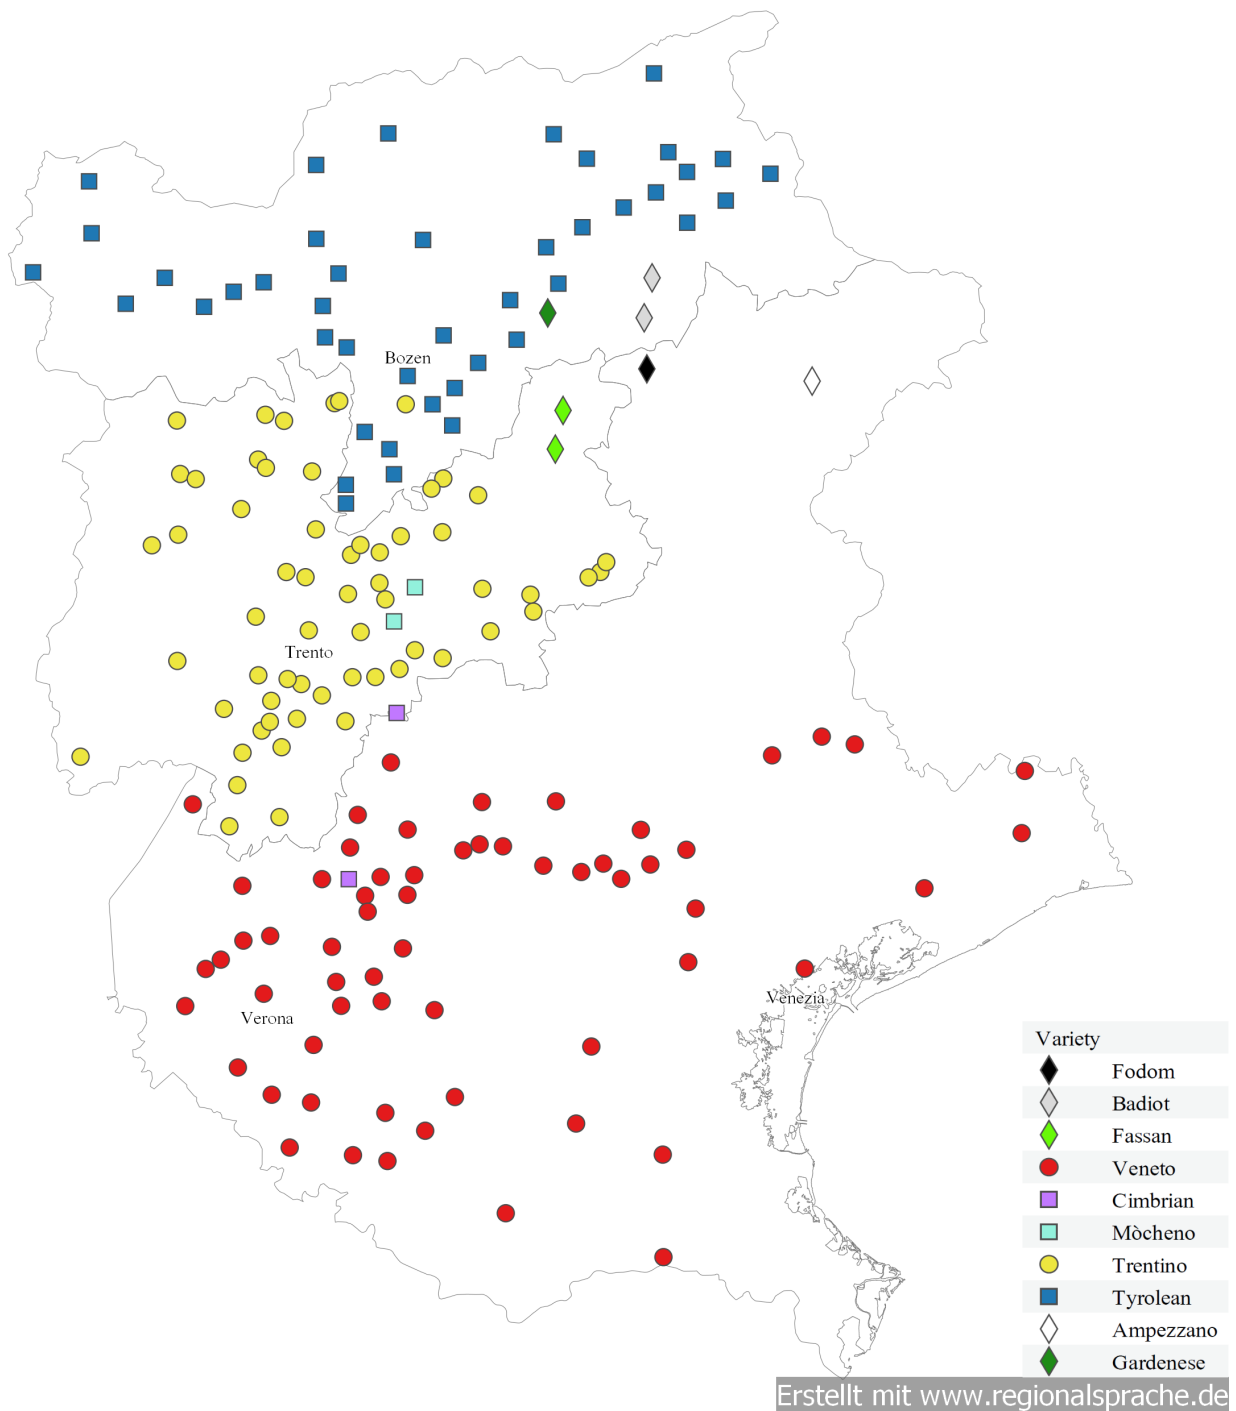 Bozen
Trento
Venezia
Verona
Variety
Fodom
Badiot
Fassan
Veneto
Cimbrian
Mòcheno
Trentino
Tyrolean
Ampezzano
Gardenese
Erstellt mit www.regionalsprache.de